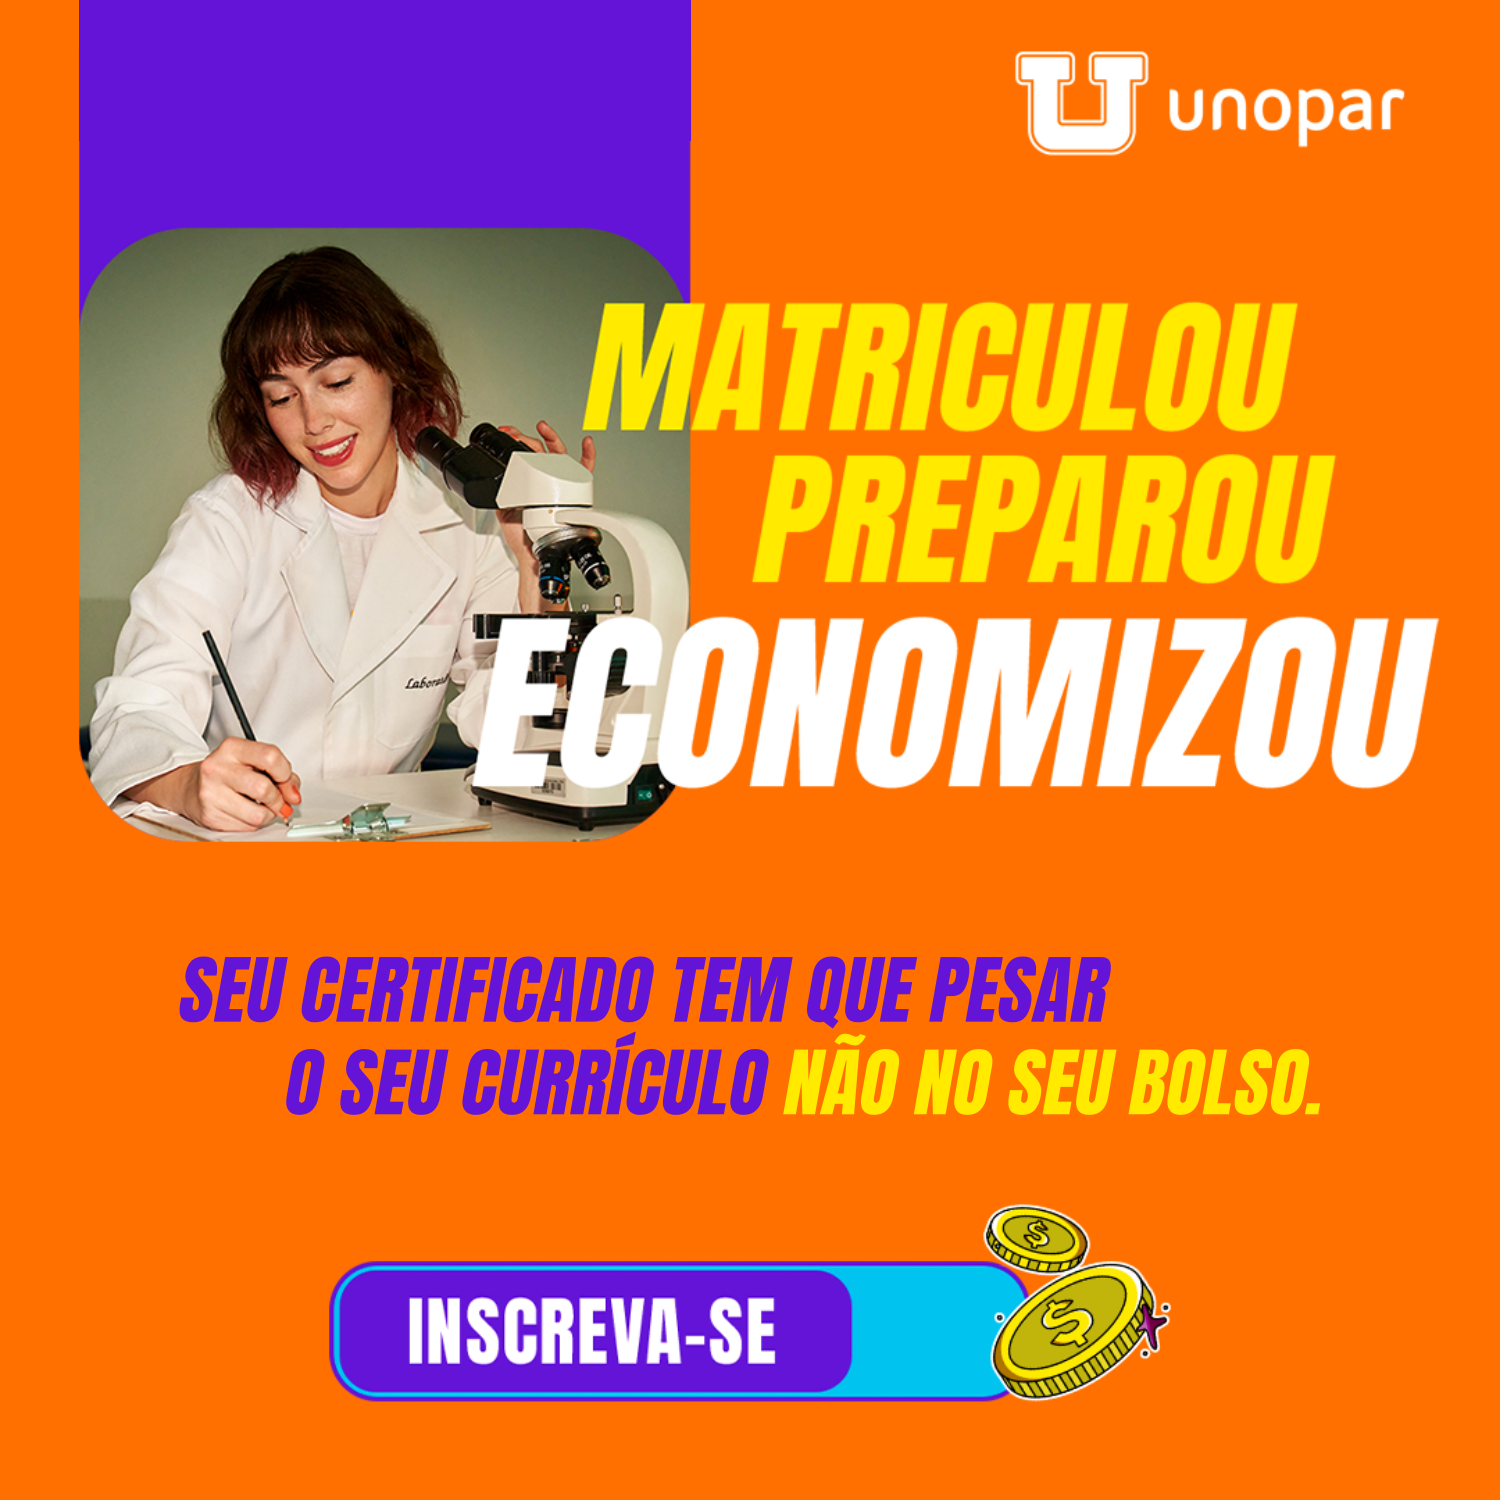 U unopar
MATRICULOU
PREPAROU
ECONOMIZOU
SEU CERTIFICADO TEM QUE PESAR
O SEU CURRÍCULO NÃO NO SEU BOLSO.
INSCREVA-SE
$
$